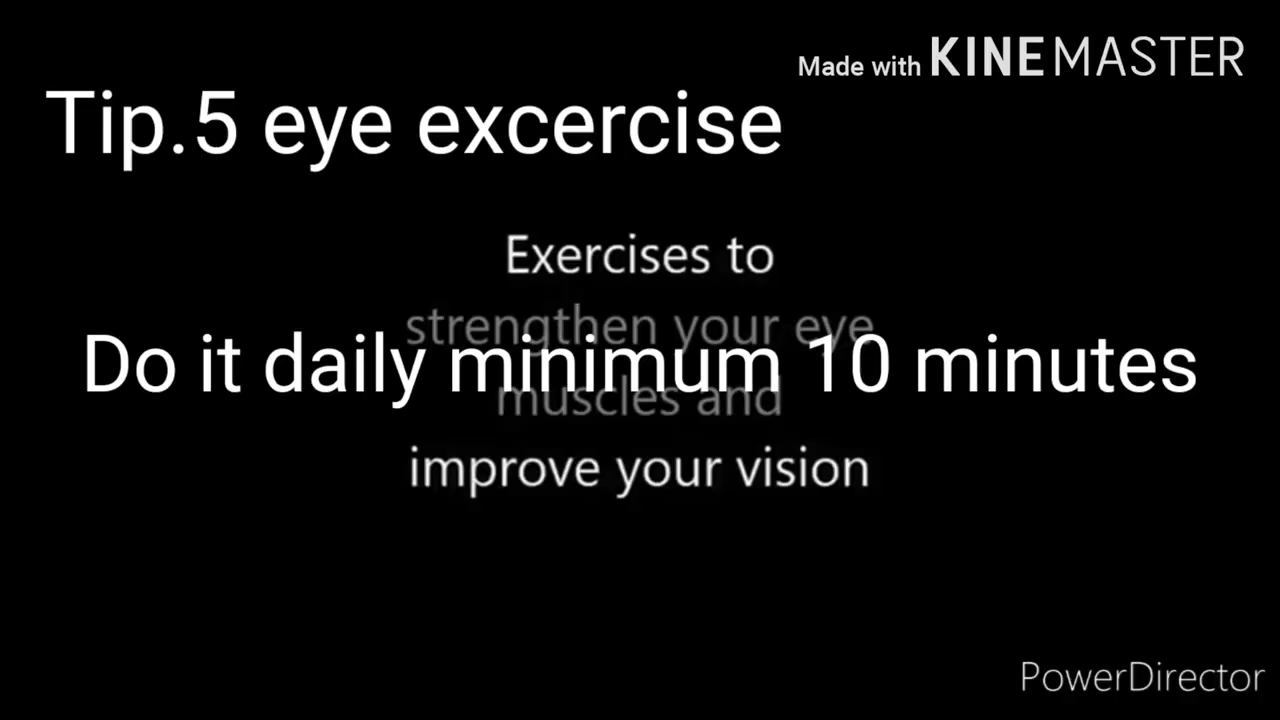 Made with KINEMASTER
Tip.5 eye excercise
Exercises to
strengthen your eye
Do it daily minimum 10 minutes
muscles and
improve your vision
PowerDirector